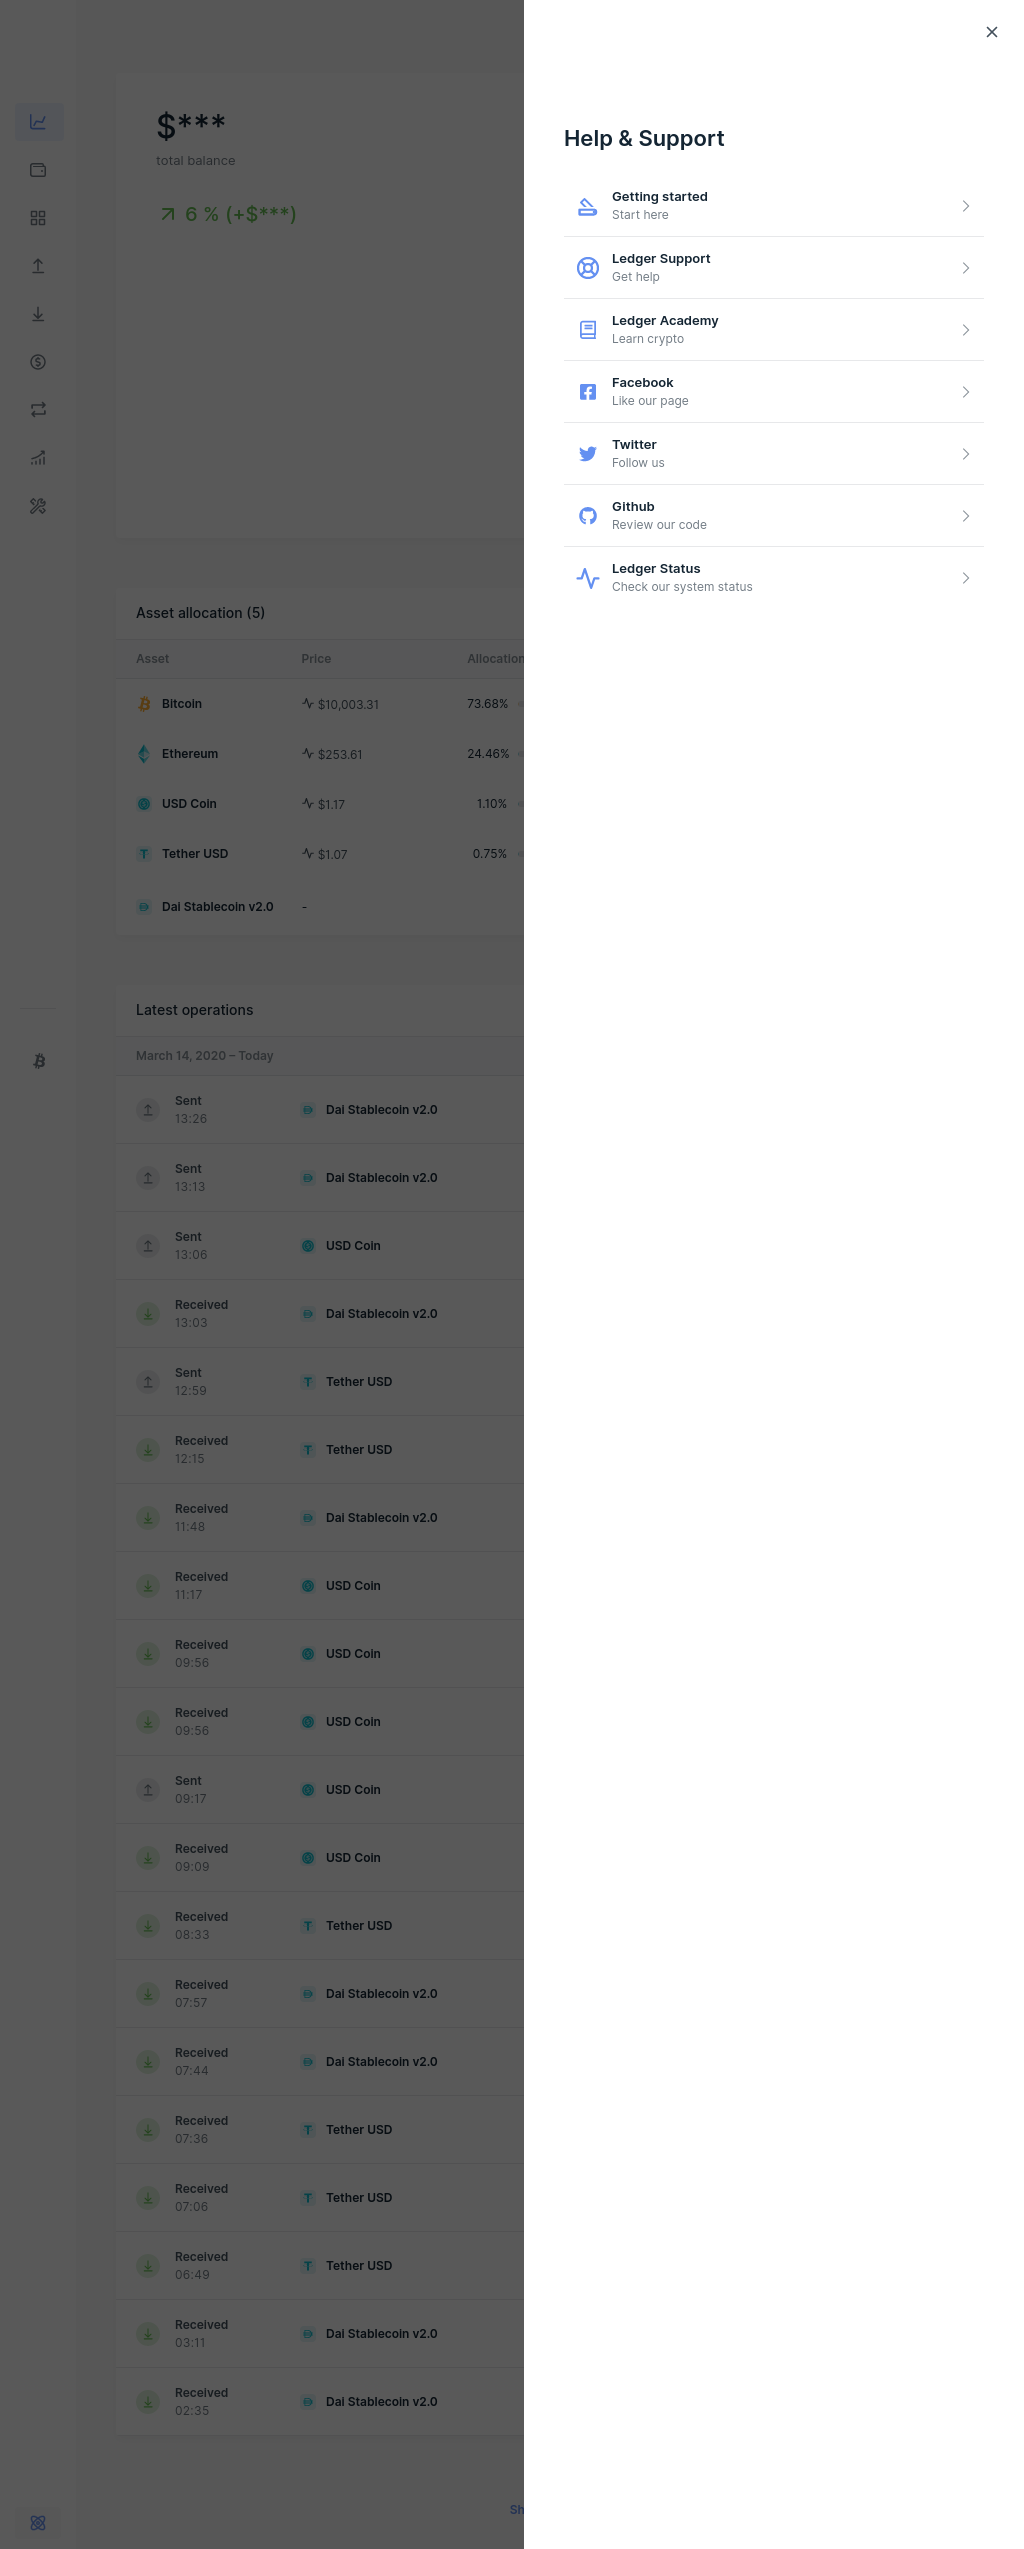 $***
total balance
6 % (+$***)
Asset allocation (5)
Asset Price Allocation
Bitcoin $10,003.31 73.68%
Ethereum $253.61 24.46%
USD Coin $1.17 1.10%
Tether USD $1.07 0.75%
Dai Stablecoin v2.0 -
Latest operations
March 14, 2020 – Today
Sent
13:26
Dai Stablecoin v2.0
Sent
13:13
Dai Stablecoin v2.0
Sent
13:06
USD Coin
Received
13:03
Dai Stablecoin v2.0
Sent
12:59
Tether USD
Received
12:15
Tether USD
Received
11:48
Dai Stablecoin v2.0
Received
11:17
USD Coin
Received
09:56
USD Coin
Received
09:56
USD Coin
Sent
09:17
USD Coin
Received
09:09
USD Coin
Received
08:33
Tether USD
Received
07:57
Dai Stablecoin v2.0
Received
07:44
Dai Stablecoin v2.0
Received
07:36
Tether USD
Received
07:06
Tether USD
Received
06:49
Tether USD
Received
03:11
Dai Stablecoin v2.0
Received
02:35
Dai Stablecoin v2.0
Sh
Help & Support
Getting started
Start here
Ledger Support
Get help
Ledger Academy
Learn crypto
Facebook
Like our page
Twitter
Follow us
Github
Review our code
Ledger Status
Check our system status